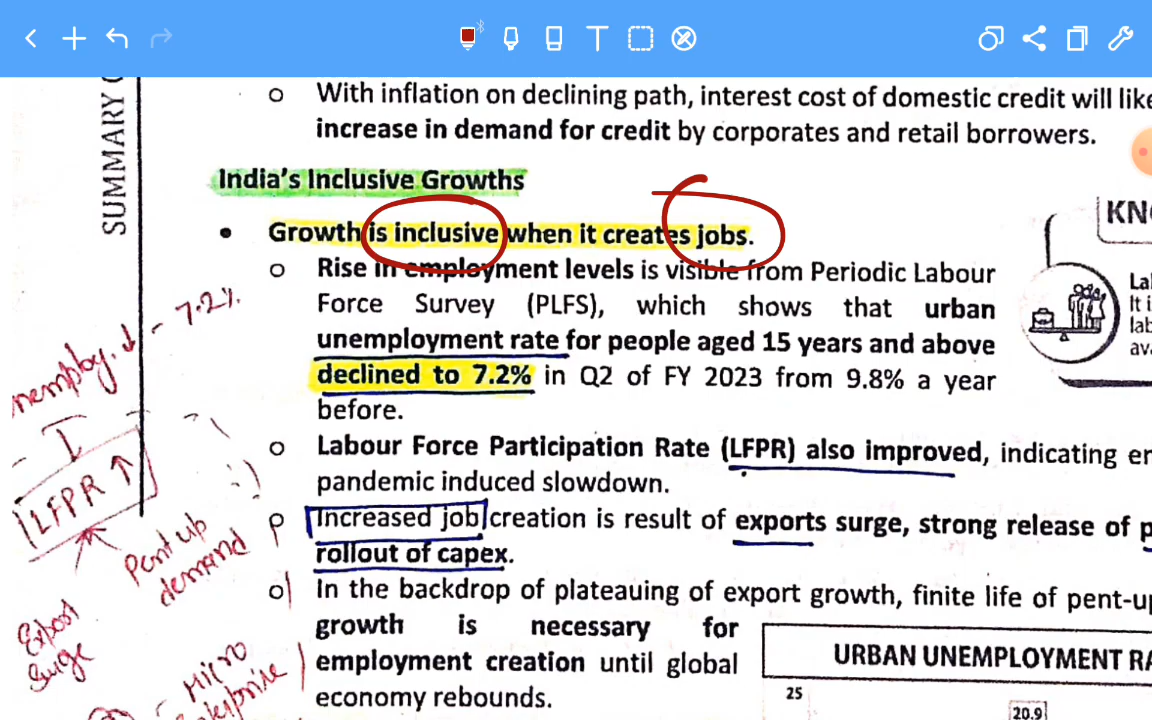 SUMMARY
With inflation on declining path, interest cost of domestic credit will like
increase in demand for credit by corporates and retail borrowers.
India's Inclusive Growths
Growth is inclusive when it creates jobs.
Rise in employment levels is visible from Periodic Labour
Force Survey (PLFS), which shows that urban
unemployment rate for people aged 15 years and above
declined to 7.2% in Q2 of FY 2023 from 9.8% a year
before.
Labour Force Participation Rate (LFPR) also improved, indicating er
pandemic induced slowdown.
Increased job creation is result of exports surge, strong release of p
rollout of capex.
In the backdrop of plateauing of export growth, finite life of pent-up
growth is necessary for
employment creation until global
economy rebounds.
KN
La
It i
lab
av
URBAN UNEMPLOYMENT RA
25
20.9
nemploy. ↓ - 7.2%
LFPR ↑
Pent up
demand
Export
Surge
Micro